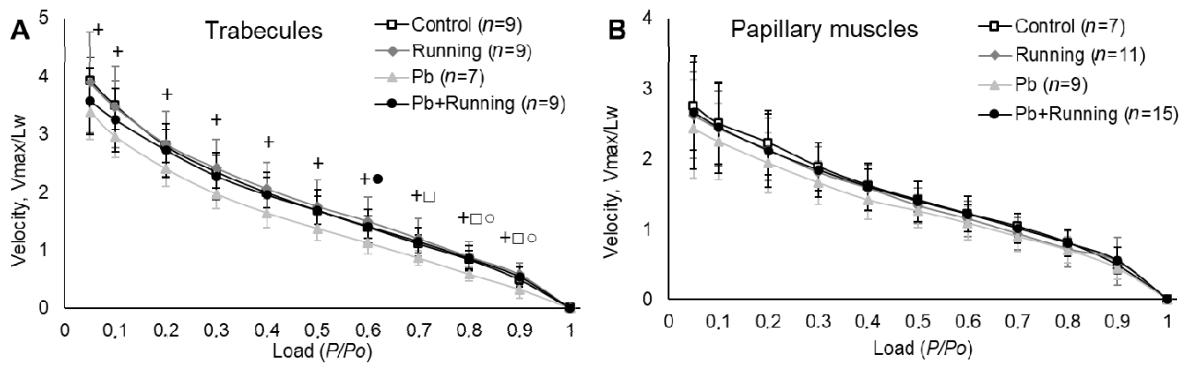 A
Trabecules
Control (n=9)
Running (n=9)
Pb (n=7)
Pb+Running (n=9)
Velocity, Vmax/Lw
5
4
3
2
1
0
+ + + + + + +● +□ +□○ +□○
0 0.1 0.2 0.3 0.4 0.5 0.6 0.7 0.8 0.9 1
Load (P/Po)
B
Papillary muscles
Control (n=7)
Running (n=11)
Pb (n=9)
Pb+Running (n=15)
Velocity, Vmax/Lw
4
3
2
1
0
0 0.1 0.2 0.3 0.4 0.5 0.6 0.7 0.8 0.9 1
Load (P/Po)